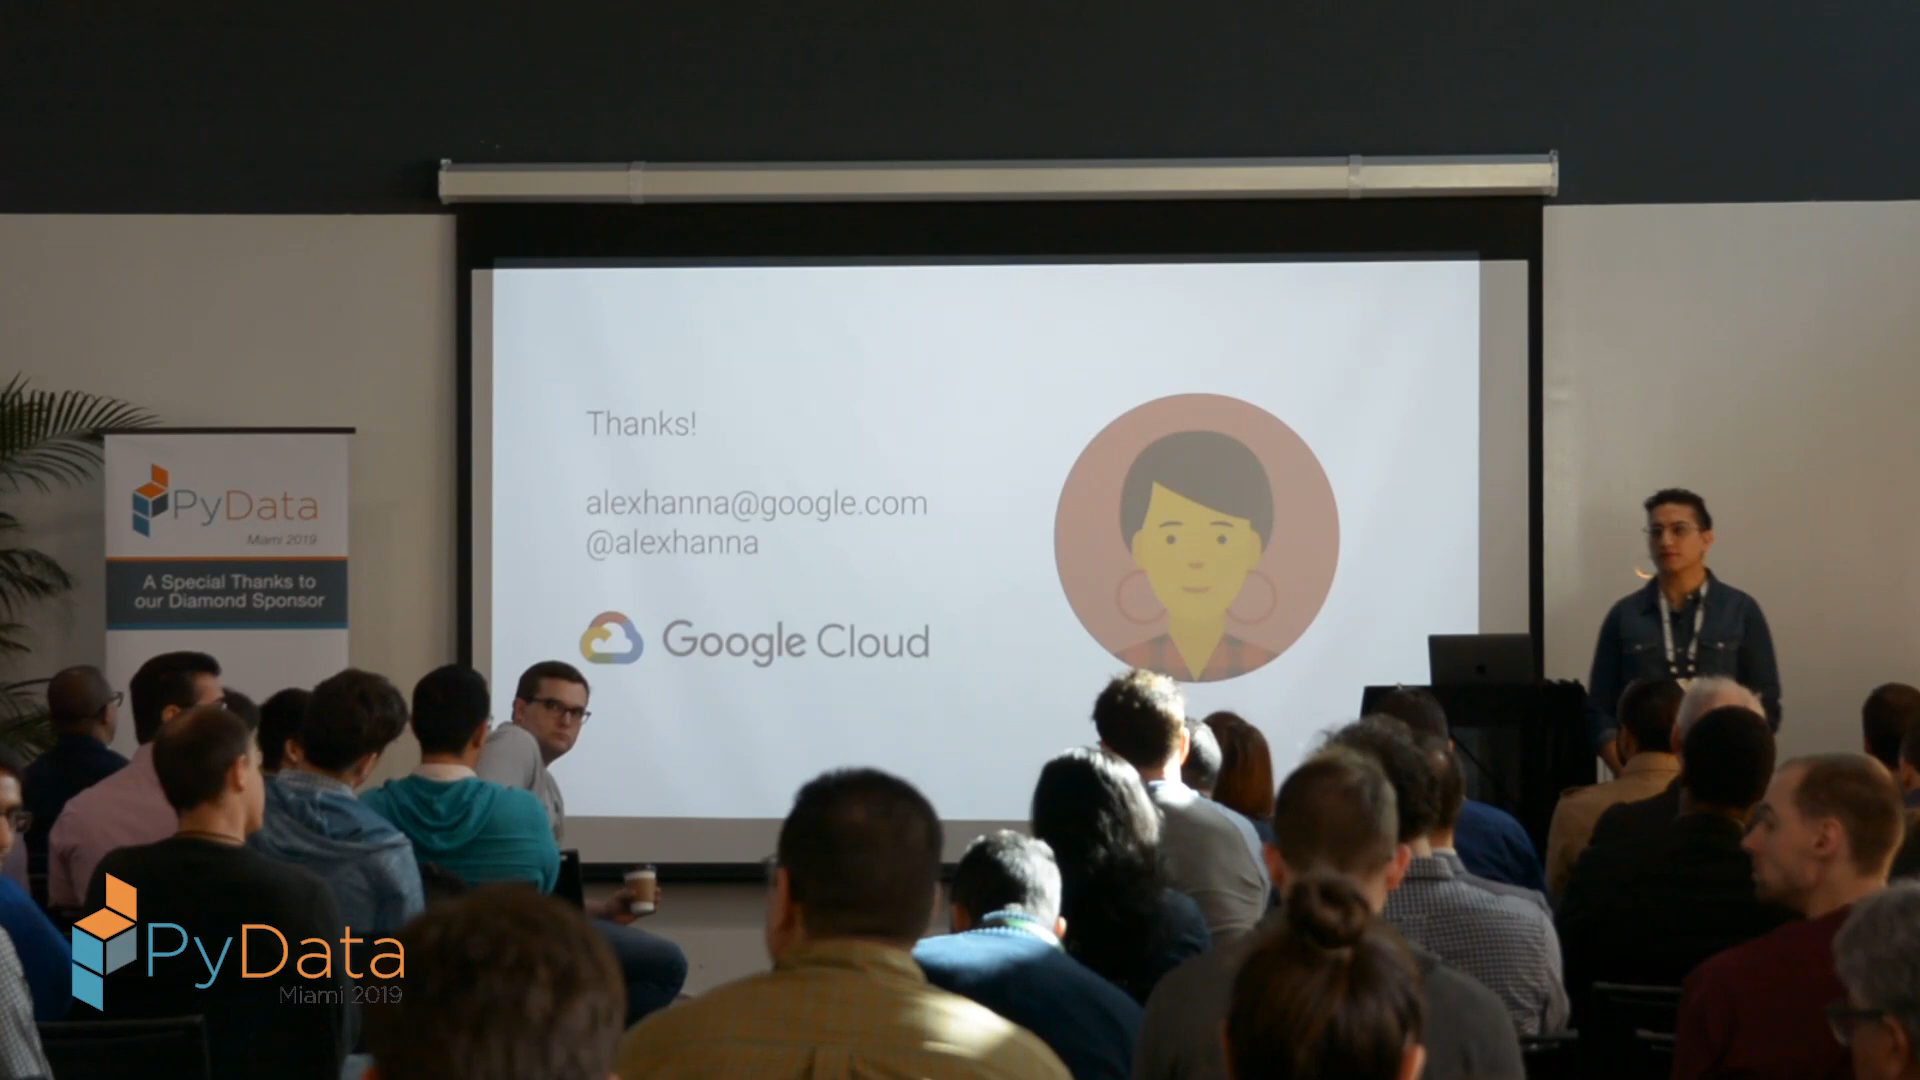 Thanks!
alexhanna@google.com
@alexhanna
Google Cloud
PyData
Miami 2019
A Special Thanks to
our Diamond Sponsor
PyData
Miami 2019